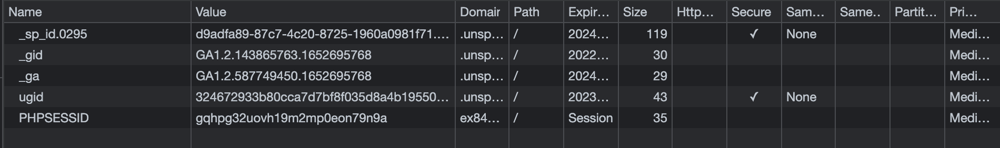 Name Value Domain Path Expir... Size Http... Secure Sam... Same.. Partit... Pri...
_sp_id.0295 d9adfa89-87c7-4c20-8725-1960a0981f71.... .unsp... / 2024... 119 ✓ None Medi...
_gid GA1.2.143865763.1652695768 .unsp... / 2022... 30 Medi...
_ga GA1.2.587749450.1652695768 .unsp... / 2024... 29 Medi...
ugid 324672933b80cca7d7bf8f035d8a4b19550... .unsp... / 2023... 43 ✓ None Medi...
PHPSESSID gqhpg32uovh19m2mp0eon79n9a ex84... / Session 35 Medi...